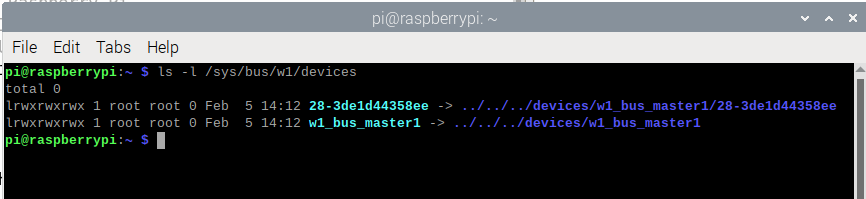 pi@raspberrypi: ~
File Edit Tabs Help
pi@raspberrypi:~ $ ls -l /sys/bus/w1/devices
total 0
lrwxrwxrwx 1 root root 0 Feb  5 14:12 28-3de1d44358ee -> ../../../devices/w1_bus_master1/28-3de1d44358ee
lrwxrwxrwx 1 root root 0 Feb  5 14:12 w1_bus_master1 -> ../../../devices/w1_bus_master1
pi@raspberrypi:~ $